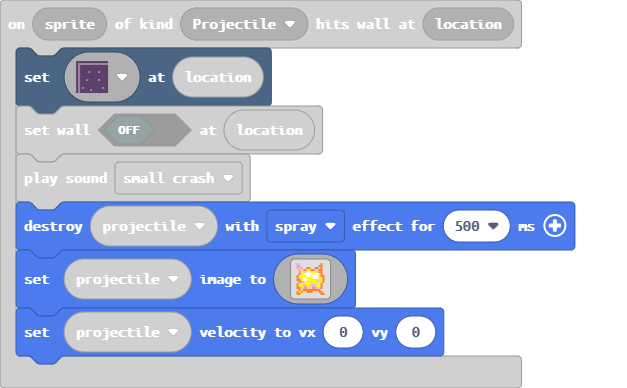 on sprite of kind Projectile hits wall at location
set at location
set wall OFF at location
play sound small crash
destroy projectile with spray effect for 500 ms
set projectile image to
set projectile velocity to vx 0 vy 0